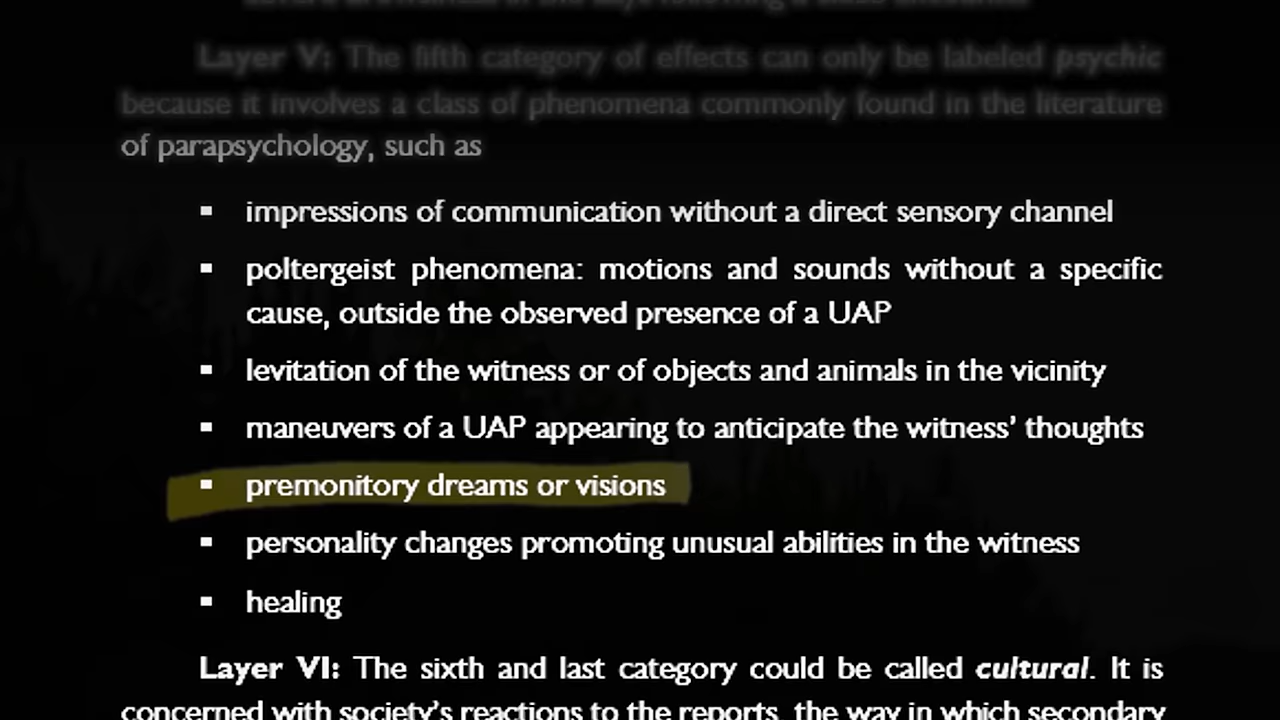 Layer V: The fifth category of effects can only be labeled psychic
because it involves a class of phenomena commonly found in the literature
of parapsychology, such as
▪ impressions of communication without a direct sensory channel
▪ poltergeist phenomena: motions and sounds without a specific
cause, outside the observed presence of a UAP
▪ levitation of the witness or of objects and animals in the vicinity
▪ maneuvers of a UAP appearing to anticipate the witness’ thoughts
▪ premonitory dreams or visions
▪ personality changes promoting unusual abilities in the witness
▪ healing
Layer VI: The sixth and last category could be called cultural. It is
concerned with society’s reactions to the reports, the way in which secondary